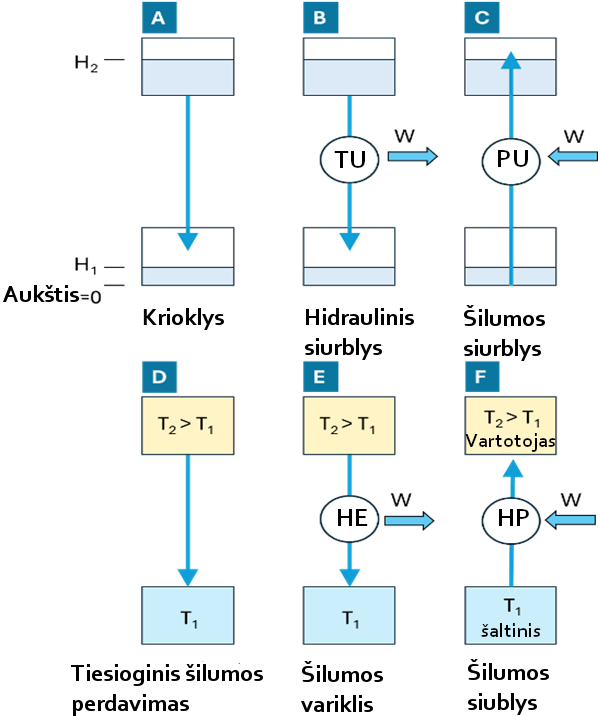 A
B
C
H₂
W
W
TU
PU
H₁
Aukštis=0
Krioklys
Hidraulinis
siurblys
Šilumos
siurblys
D
E
F
T₂ > T₁
T₂ > T₁
T₂ > T₁
Vartotojas
W
W
HE
HP
T₁
T₁
T₁
šaltinis
Tiesioginis šilumos
perdavimas
Šilumos
variklis
Šilumos
siublys